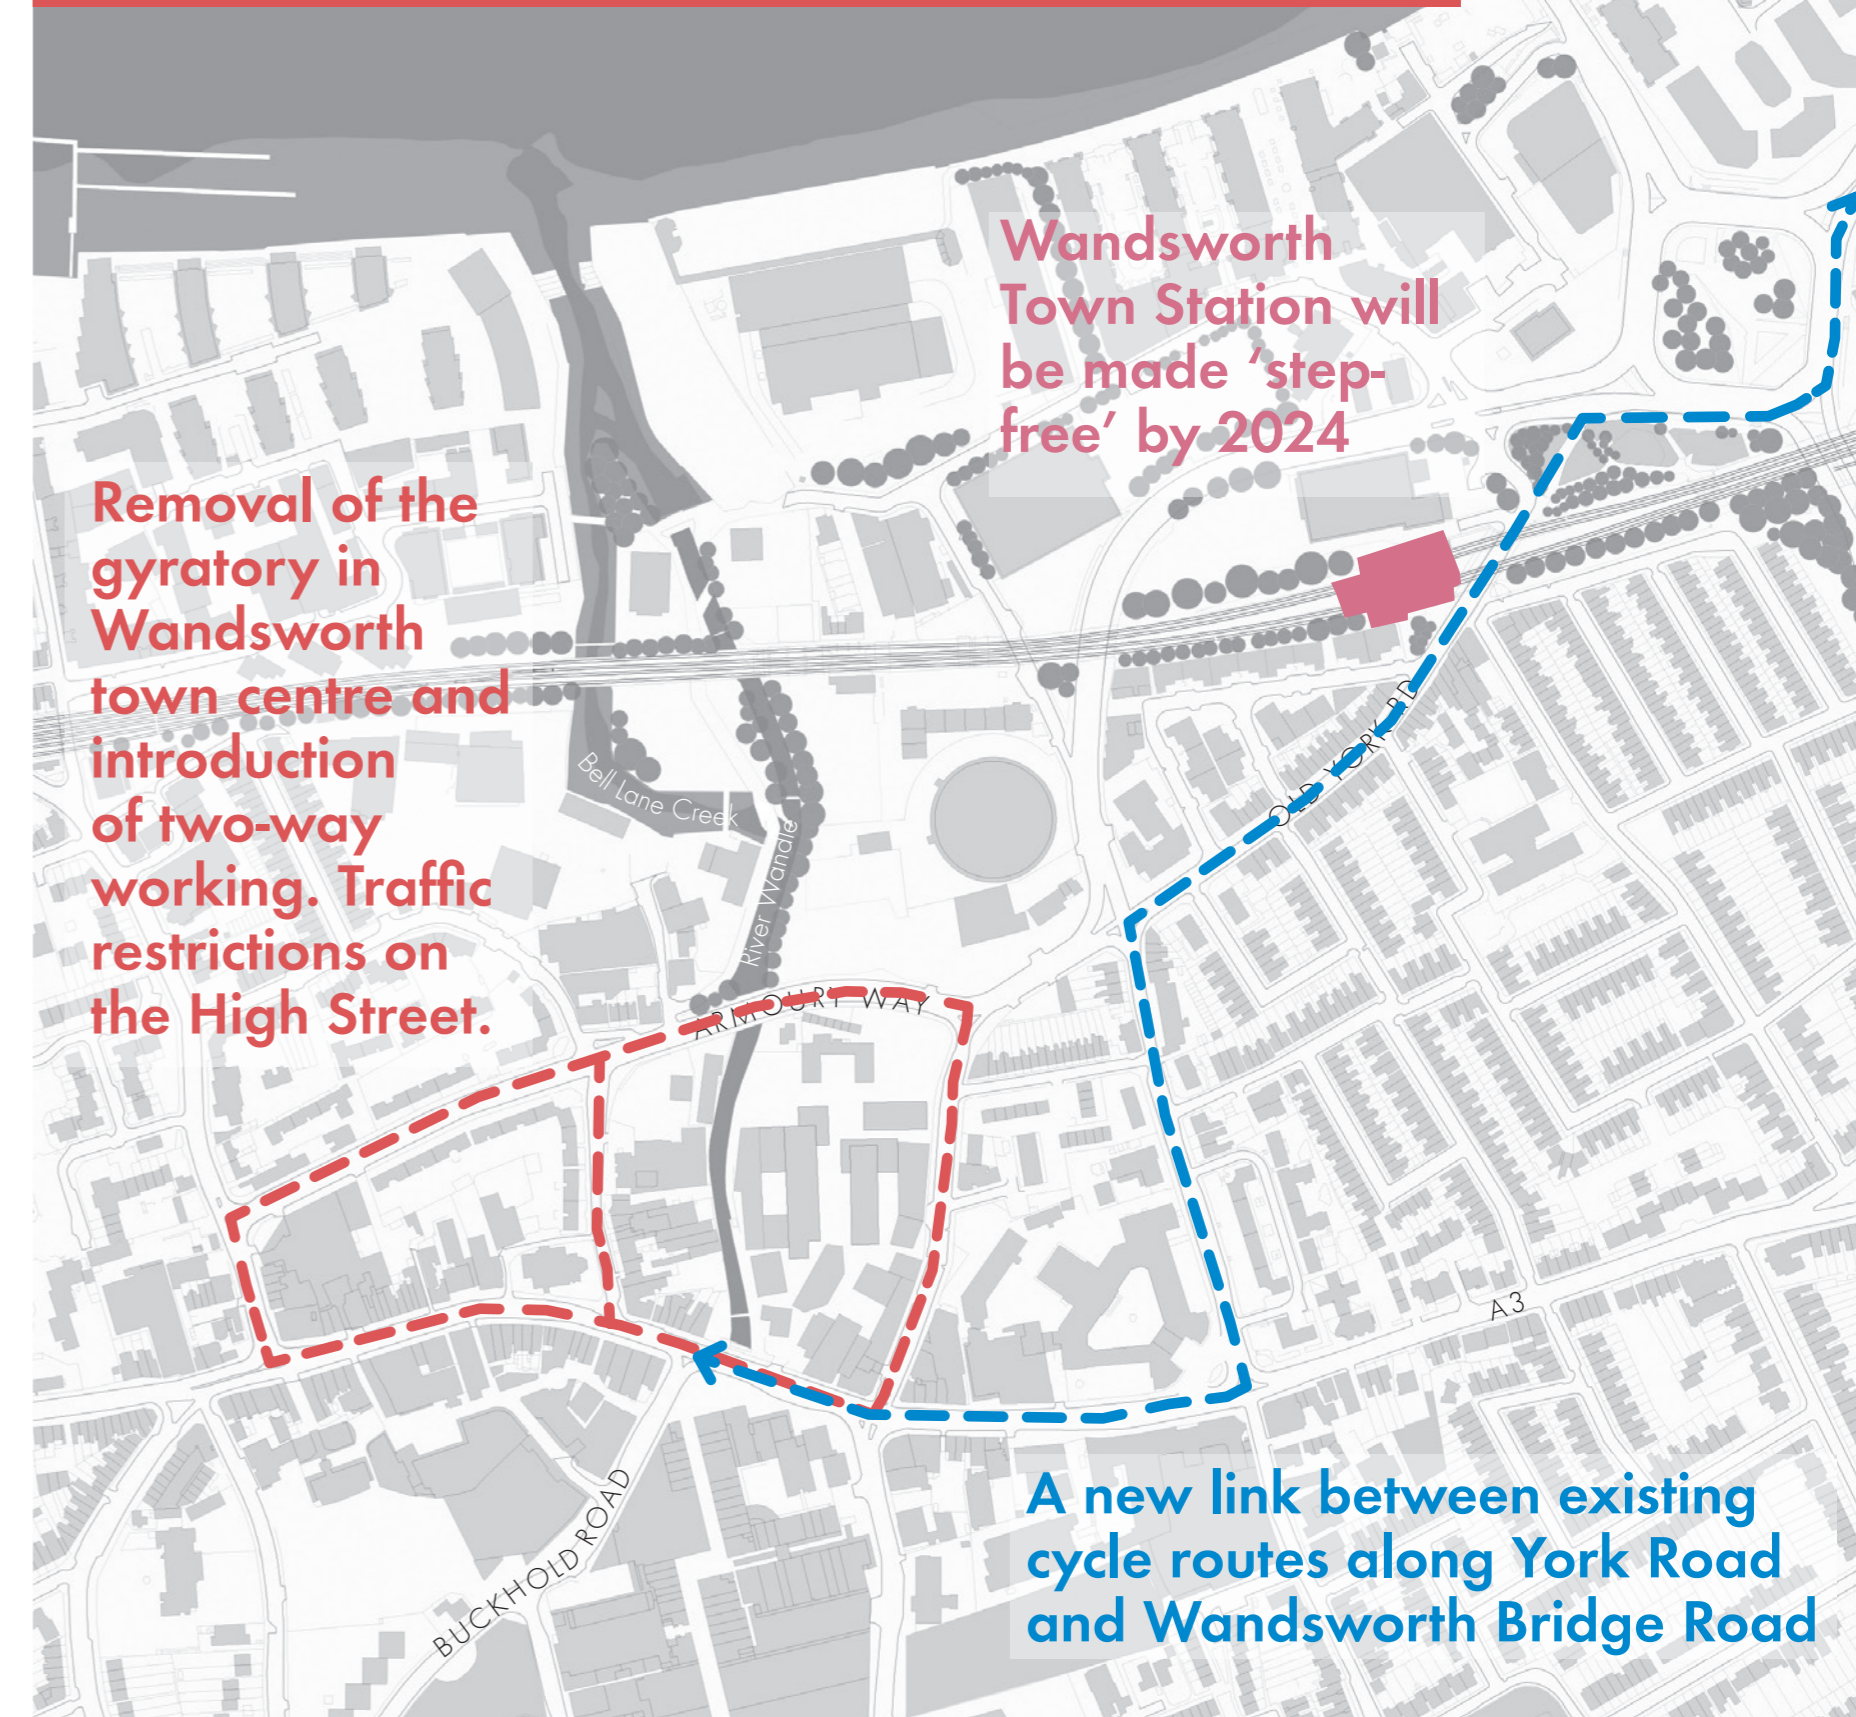 Wandsworth
Town Station will
be made ‘step-
free’ by 2024
Removal of the
gyratory in
Wandsworth
town centre and
introduction
of two-way
working. Traffic
restrictions on
the High Street.
OLD YORK RD
Bell Lane Creek
River Wandle
ARMOURY WAY
A3
BUCKHOLD ROAD
A new link between existing
cycle routes along York Road
and Wandsworth Bridge Road